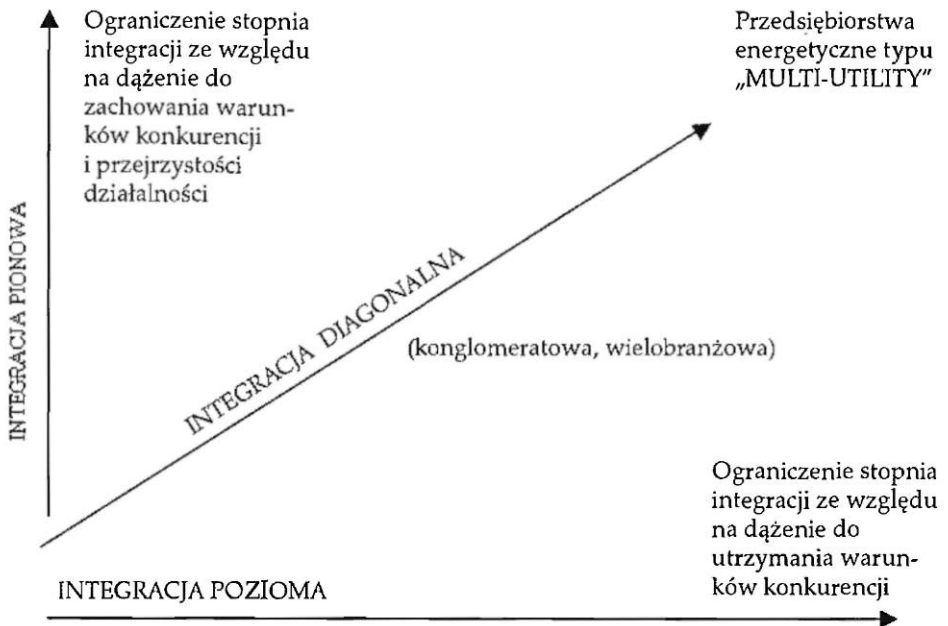 Ograniczenie stopnia
integracji ze względu
na dążenie do
zachowania warun-
ków konkurencji
i przejrzystości
działalności
Przedsiębiorstwa
energetyczne typu
„MULTI-UTILITY”
INTEGRACJA PIONOWA
INTEGRACJA DIAGONALNA
(konglomeratowa, wielobranżowa)
Ograniczenie stopnia
integracji ze względu
na dążenie do
utrzymania warun-
ków konkurencji
INTEGRACJA POZIOMA